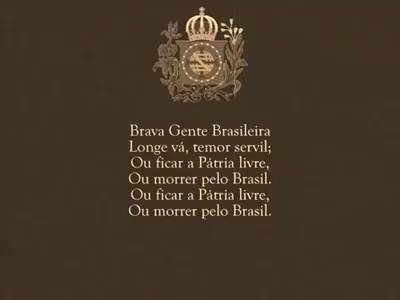 Brava Gente Brasileira
Longe vá, temor servil;
Ou ficar a Pátria livre,
Ou morrer pelo Brasil.
Ou ficar a Pátria livre,
Ou morrer pelo Brasil.